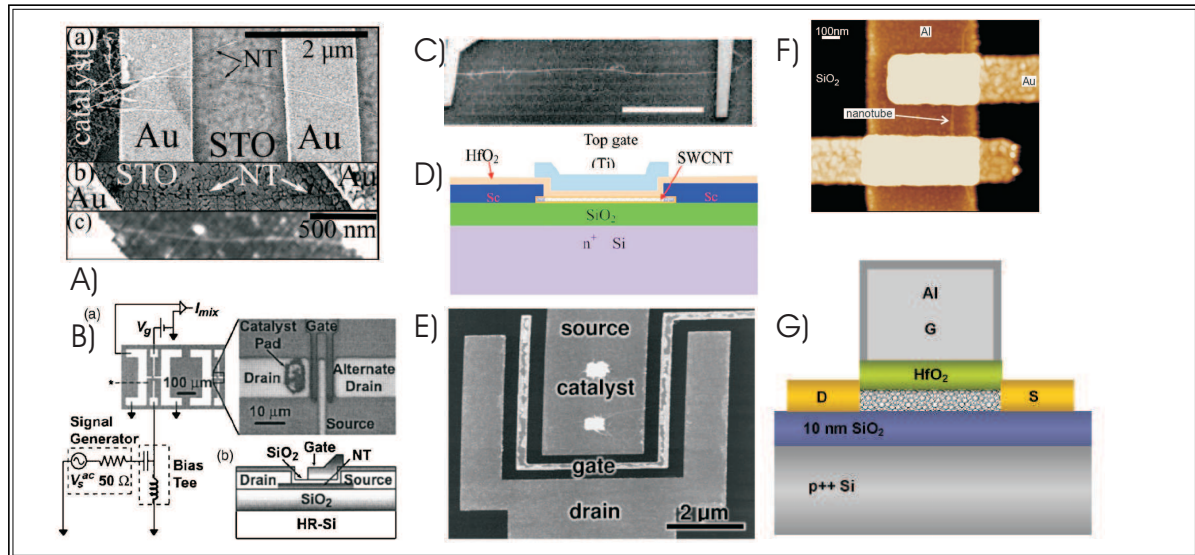 (a)
catalyst
NT
2 μm
Au
STO
Au
(b)
STO
NT
Au
Au
(c)
500 nm
A)
B)
(a)
Vg
Imix
*
100 μm
Catalyst
Pad
Gate
Drain
Alternate
Drain
10 μm
Source
Signal
Generator
Vsac 50 Ω
Bias
Tee
(b)
SiO2
Gate
NT
Drain
Source
SiO2
HR-Si
C)
D)
Top gate
(Ti)
HfO2
SWCNT
Sc
Sc
SiO2
n+ Si
E)
source
catalyst
gate
drain
2 μm
F)
100nm
Al
SiO2
Au
nanotube
G)
Al
G
HfO2
D
S
10 nm SiO2
p++ Si